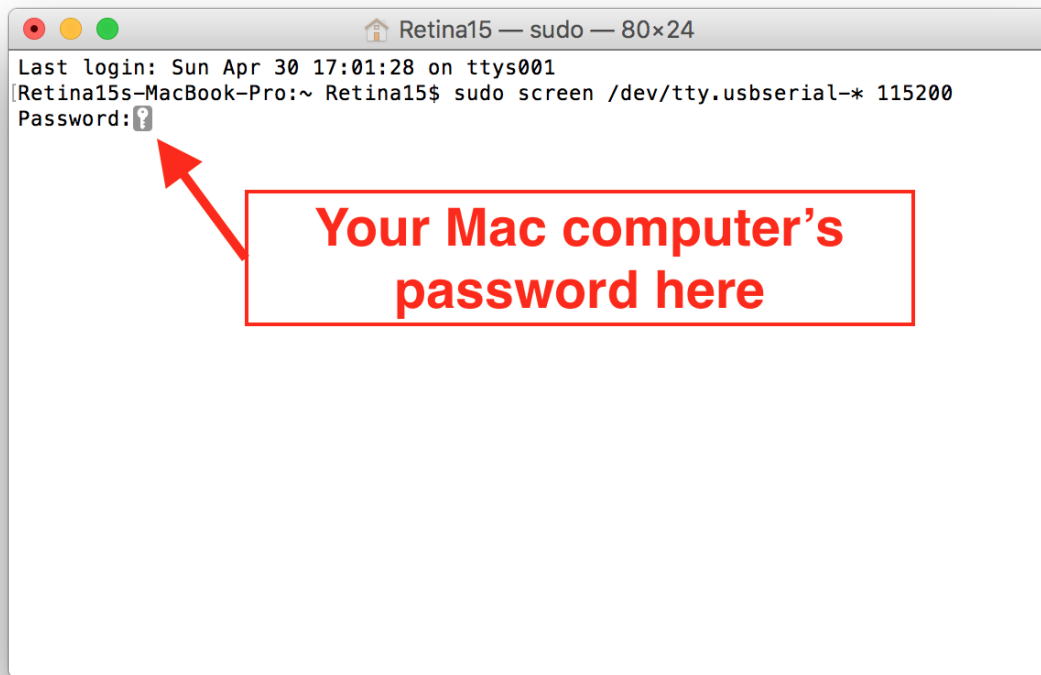 Retina15 — sudo — 80×24
Last login: Sun Apr 30 17:01:28 on ttys001
[Retina15s-MacBook-Pro:~ Retina15$ sudo screen /dev/tty.usbserial-* 115200
Password:
Your Mac computer’s
password here